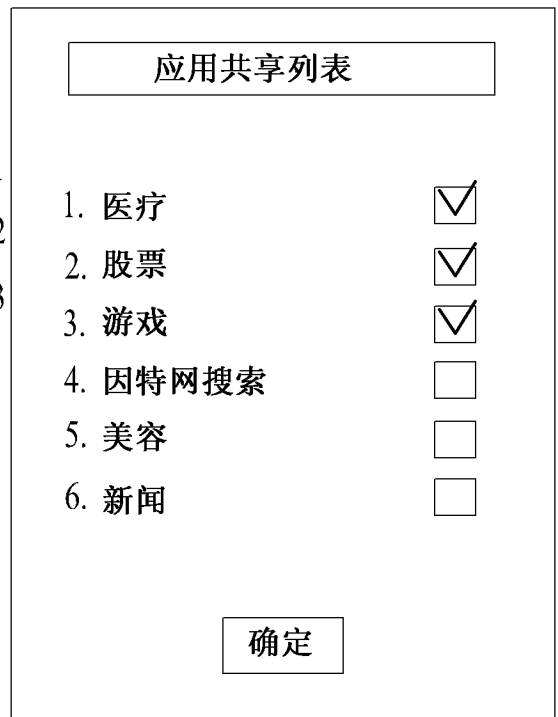 应用共享列表
1. 医疗
2. 股票
3. 游戏
4. 因特网搜索
5. 美容
6. 新闻
确定